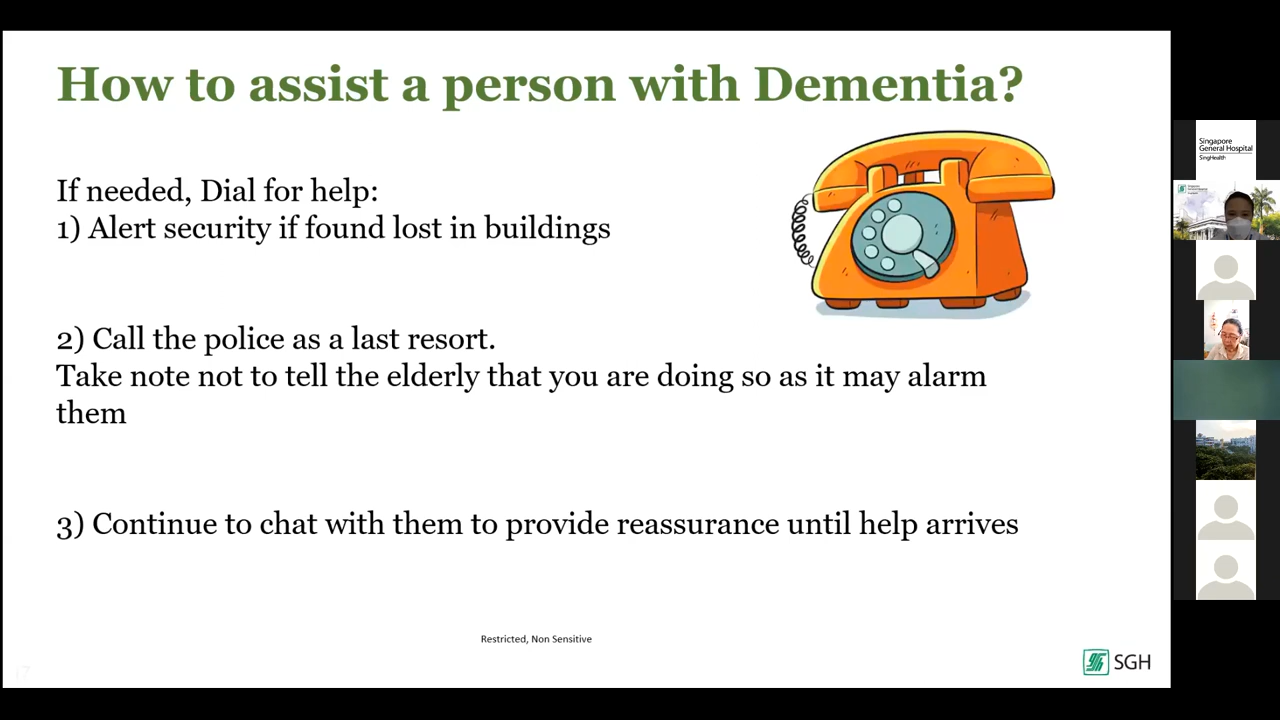 How to assist a person with Dementia?
If needed, Dial for help:
1) Alert security if found lost in buildings
2) Call the police as a last resort.
Take note not to tell the elderly that you are doing so as it may alarm
them
3) Continue to chat with them to provide reassurance until help arrives
Restricted, Non Sensitive
17
SGH
Singapore
General Hospital
SingHealth